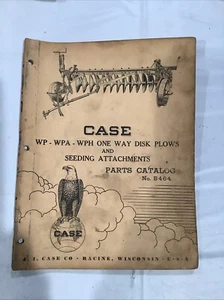 CASE
WP - WPA - WPH ONE WAY DISK PLOWS
AND
SEEDING ATTACHMENTS
PARTS CATALOG
No. B464
CASE
J. I. CASE CO - RACINE, WISCONSIN - U-S-A